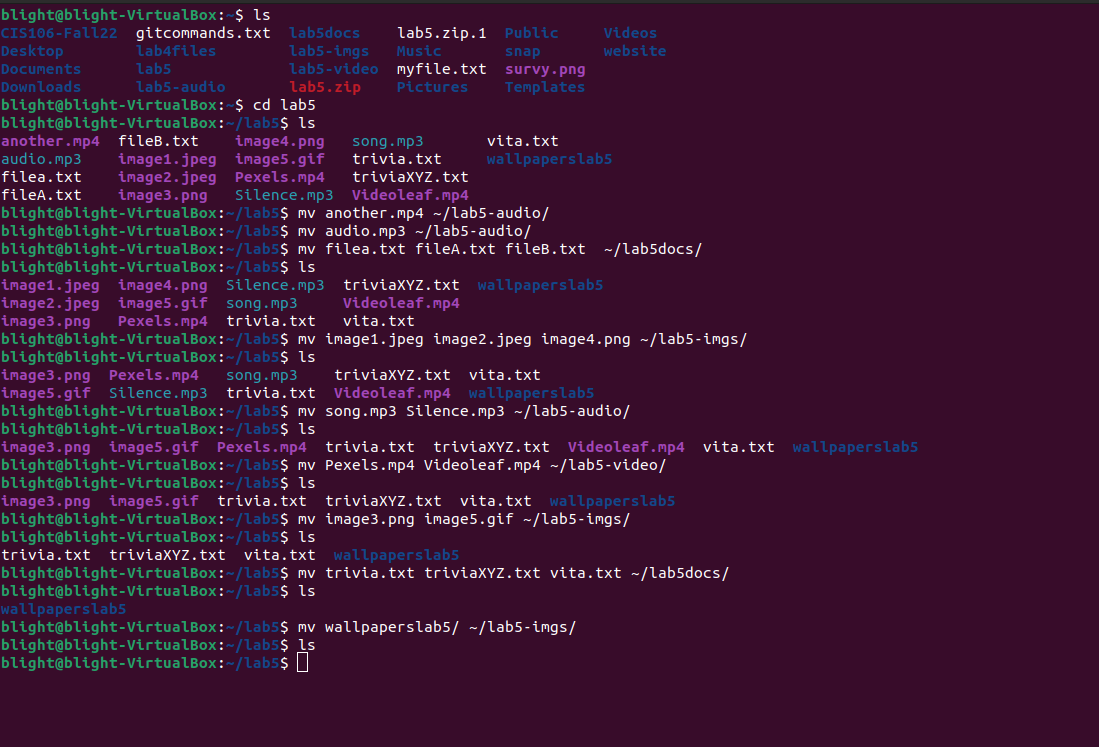 blight@blight-VirtualBox:~$ ls
CIS106-Fall22  gitcommands.txt  lab5docs    lab5.zip.1  Public     Videos
Desktop        lab4files        lab5-imgs   Music       snap       website
Documents      lab5             lab5-video  myfile.txt  survy.png
Downloads      lab5-audio       lab5.zip    Pictures    Templates
blight@blight-VirtualBox:~$ cd lab5
blight@blight-VirtualBox:~/lab5$ ls
another.mp4  fileB.txt    image4.png   song.mp3       vita.txt
audio.mp3    image1.jpeg  image5.gif   trivia.txt     wallpaperslab5
filea.txt    image2.jpeg  Pexels.mp4   triviaXYZ.txt
fileA.txt    image3.png   Silence.mp3  Videoleaf.mp4
blight@blight-VirtualBox:~/lab5$ mv another.mp4 ~/lab5-audio/
blight@blight-VirtualBox:~/lab5$ mv audio.mp3 ~/lab5-audio/
blight@blight-VirtualBox:~/lab5$ mv filea.txt fileA.txt fileB.txt  ~/lab5docs/
blight@blight-VirtualBox:~/lab5$ ls
image1.jpeg  image4.png  Silence.mp3  triviaXYZ.txt  wallpaperslab5
image2.jpeg  image5.gif  song.mp3     Videoleaf.mp4
image3.png   Pexels.mp4  trivia.txt   vita.txt
blight@blight-VirtualBox:~/lab5$ mv image1.jpeg image2.jpeg image4.png ~/lab5-imgs/
blight@blight-VirtualBox:~/lab5$ ls
image3.png  Pexels.mp4   song.mp3    triviaXYZ.txt  vita.txt
image5.gif  Silence.mp3  trivia.txt  Videoleaf.mp4  wallpaperslab5
blight@blight-VirtualBox:~/lab5$ mv song.mp3 Silence.mp3 ~/lab5-audio/
blight@blight-VirtualBox:~/lab5$ ls
image3.png  image5.gif  Pexels.mp4  trivia.txt  triviaXYZ.txt  Videoleaf.mp4  vita.txt  wallpaperslab5
blight@blight-VirtualBox:~/lab5$ mv Pexels.mp4 Videoleaf.mp4 ~/lab5-video/
blight@blight-VirtualBox:~/lab5$ ls
image3.png  image5.gif  trivia.txt  triviaXYZ.txt  vita.txt  wallpaperslab5
blight@blight-VirtualBox:~/lab5$ mv image3.png image5.gif ~/lab5-imgs/
blight@blight-VirtualBox:~/lab5$ ls
trivia.txt  triviaXYZ.txt  vita.txt  wallpaperslab5
blight@blight-VirtualBox:~/lab5$ mv trivia.txt triviaXYZ.txt vita.txt ~/lab5docs/
blight@blight-VirtualBox:~/lab5$ ls
wallpaperslab5
blight@blight-VirtualBox:~/lab5$ mv wallpaperslab5/ ~/lab5-imgs/
blight@blight-VirtualBox:~/lab5$ ls
blight@blight-VirtualBox:~/lab5$